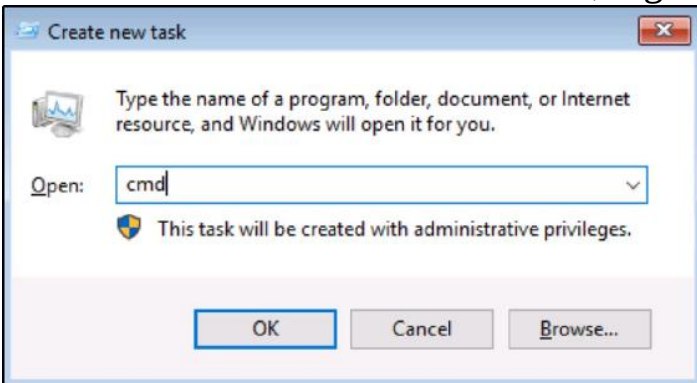 Create new task
Type the name of a program, folder, document, or Internet
resource, and Windows will open it for you.
Open: cmd
This task will be created with administrative privileges.
OK Cancel Browse...